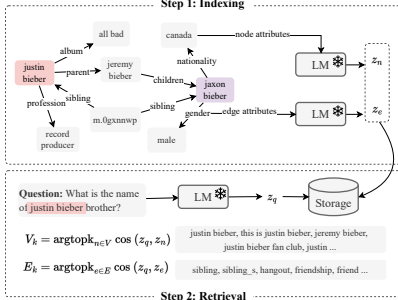 Step 1: Indexing
all bad
canada
node attributes
album
justin
bieber
parent
jeremy
bieber
nationality
LM
z_n
children
jaxon
bieber
sibling
profession
m.0gxnnwp
sibling
gender
edge attributes
LM
z_e
record
producer
male
Question: What is the name
of justin bieber brother?
LM
z_q
Storage
V_k = argtopk_{n∈V} cos (z_q, z_n)
justin bieber, this is justin bieber, jeremy bieber,
justin bieber fan club, justin ...
E_k = argtopk_{e∈E} cos (z_q, z_e)
sibling, sibling_s, hangout, friendship, friend ...
Step 2: Retrieval